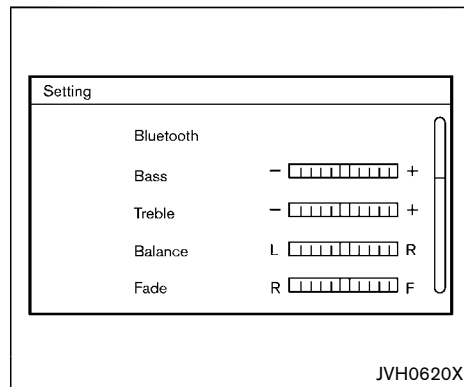 Setting
Bluetooth
Bass − +
Treble − +
Balance L R
Fade R F
JVH0620X